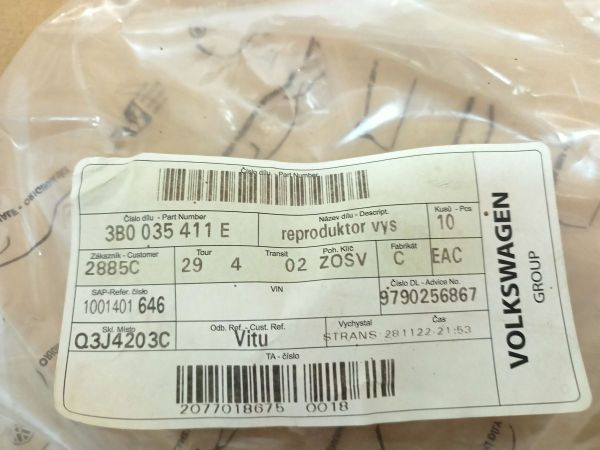 Číslo dílu - Part Number
Číslo dílu - Part Number
3B0 035 411 E
Název dílu - Descript.
reproduktor vys
Kusů - Pcs
10
Zákazník - Customer
2885C
Tour
29 4
Transit
02
Poh. Klíč
ZOSV
Fabrikát
C
EAC
SAP-Refer. číslo
1001401 646
VIN
Číslo DL - Advice No.
9790256867
Skl. Místo
Q3J4203C
Odb. Ref. - Cust. Ref.
Vitu
Vychystal
Čas
STRANS 281122-21:53
TA - číslo
2077018675 0018
VOLKSWAGEN
GROUP